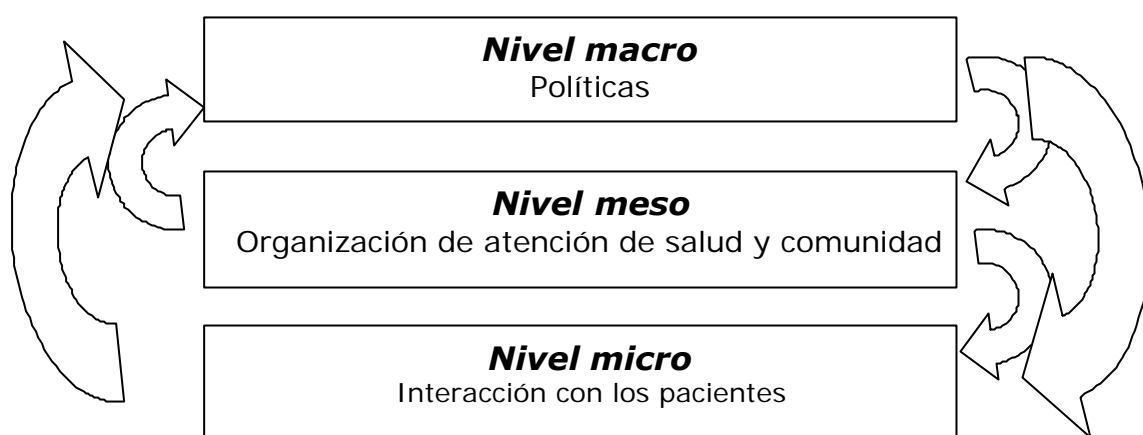 Nivel macro
Políticas
Nivel meso
Organización de atención de salud y comunidad
Nivel micro
Interacción con los pacientes